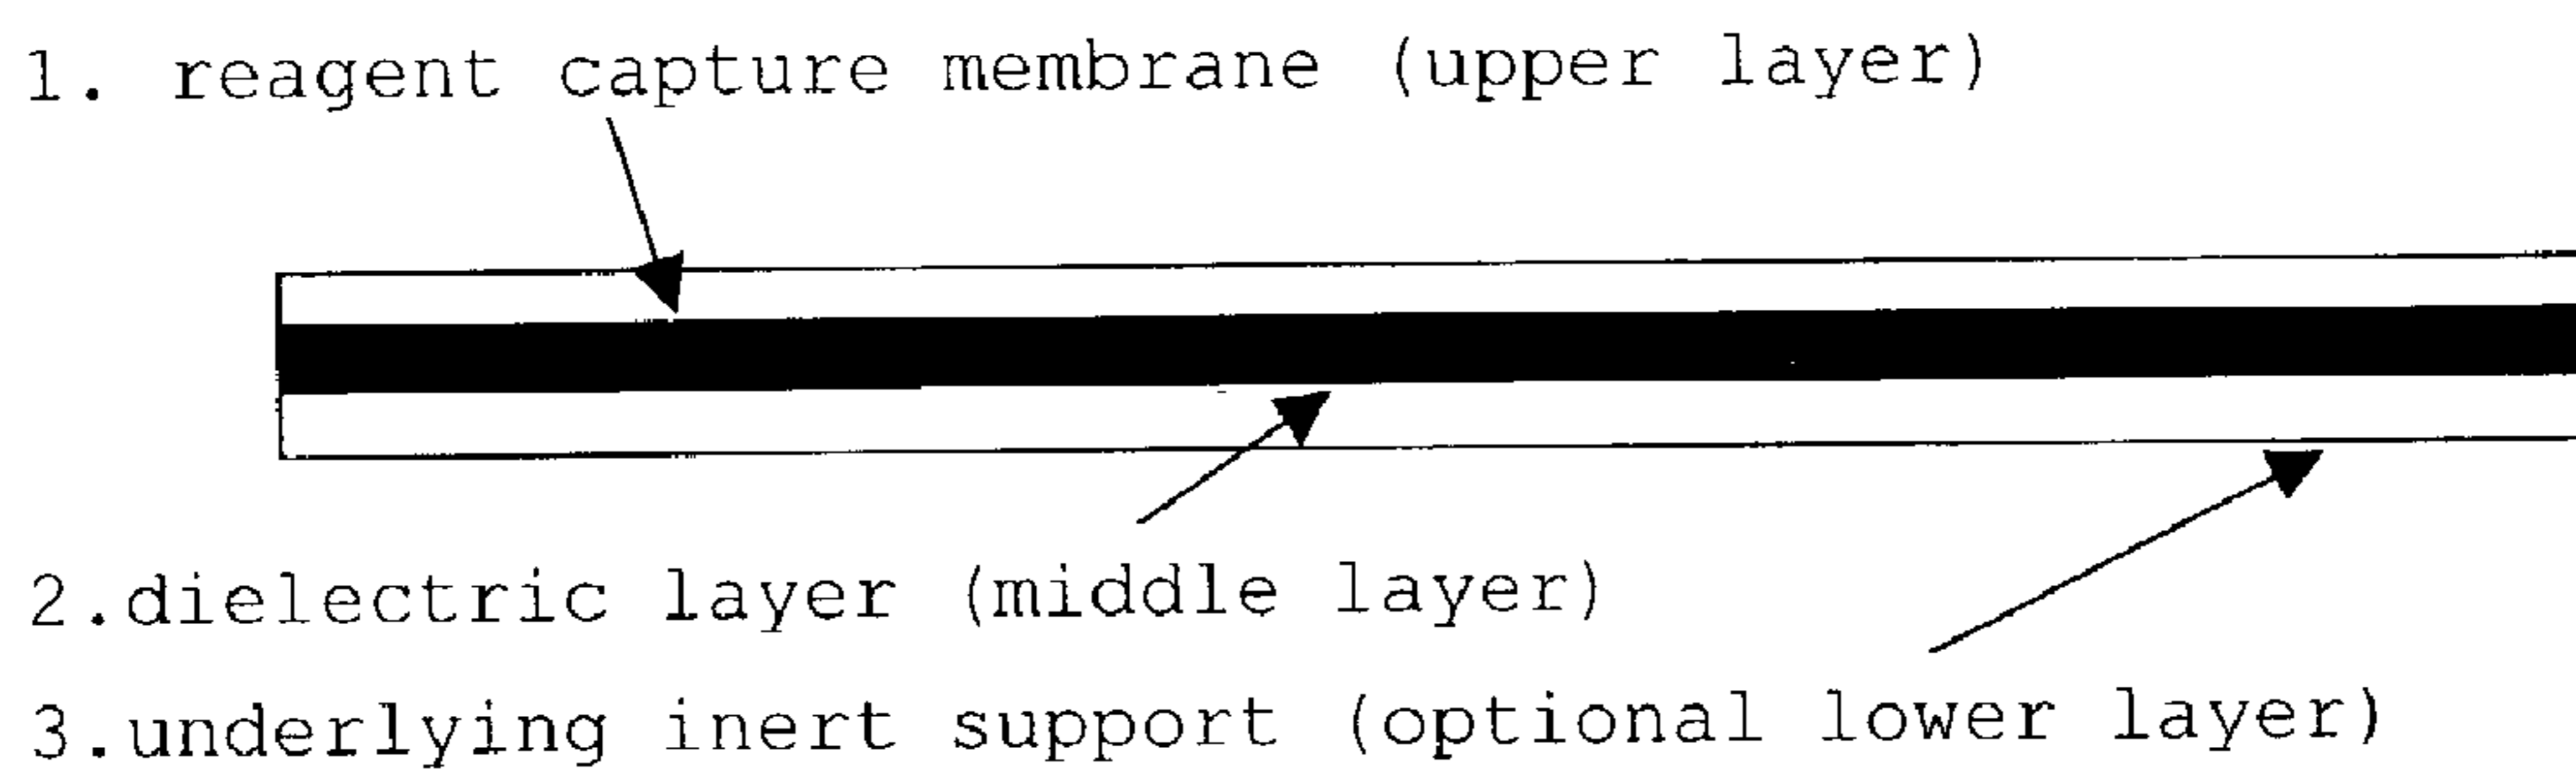 1. reagent capture membrane (upper layer)
2.dielectric layer (middle layer)
3.underlying inert support (optional lower layer)